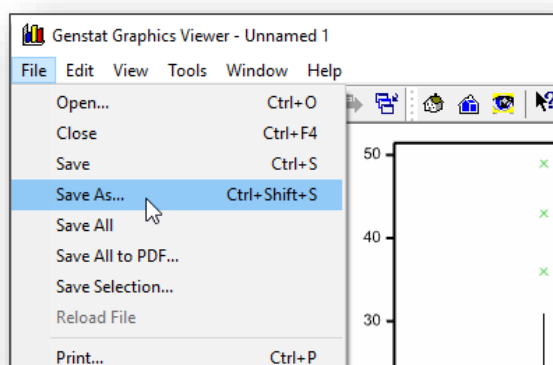 Genstat Graphics Viewer - Unnamed 1
File Edit View Tools Window Help
Open... Ctrl+O
Close Ctrl+F4
Save Ctrl+S
Save As... Ctrl+Shift+S
Save All
Save All to PDF...
Save Selection...
Reload File
Print... Ctrl+P
50
40
30